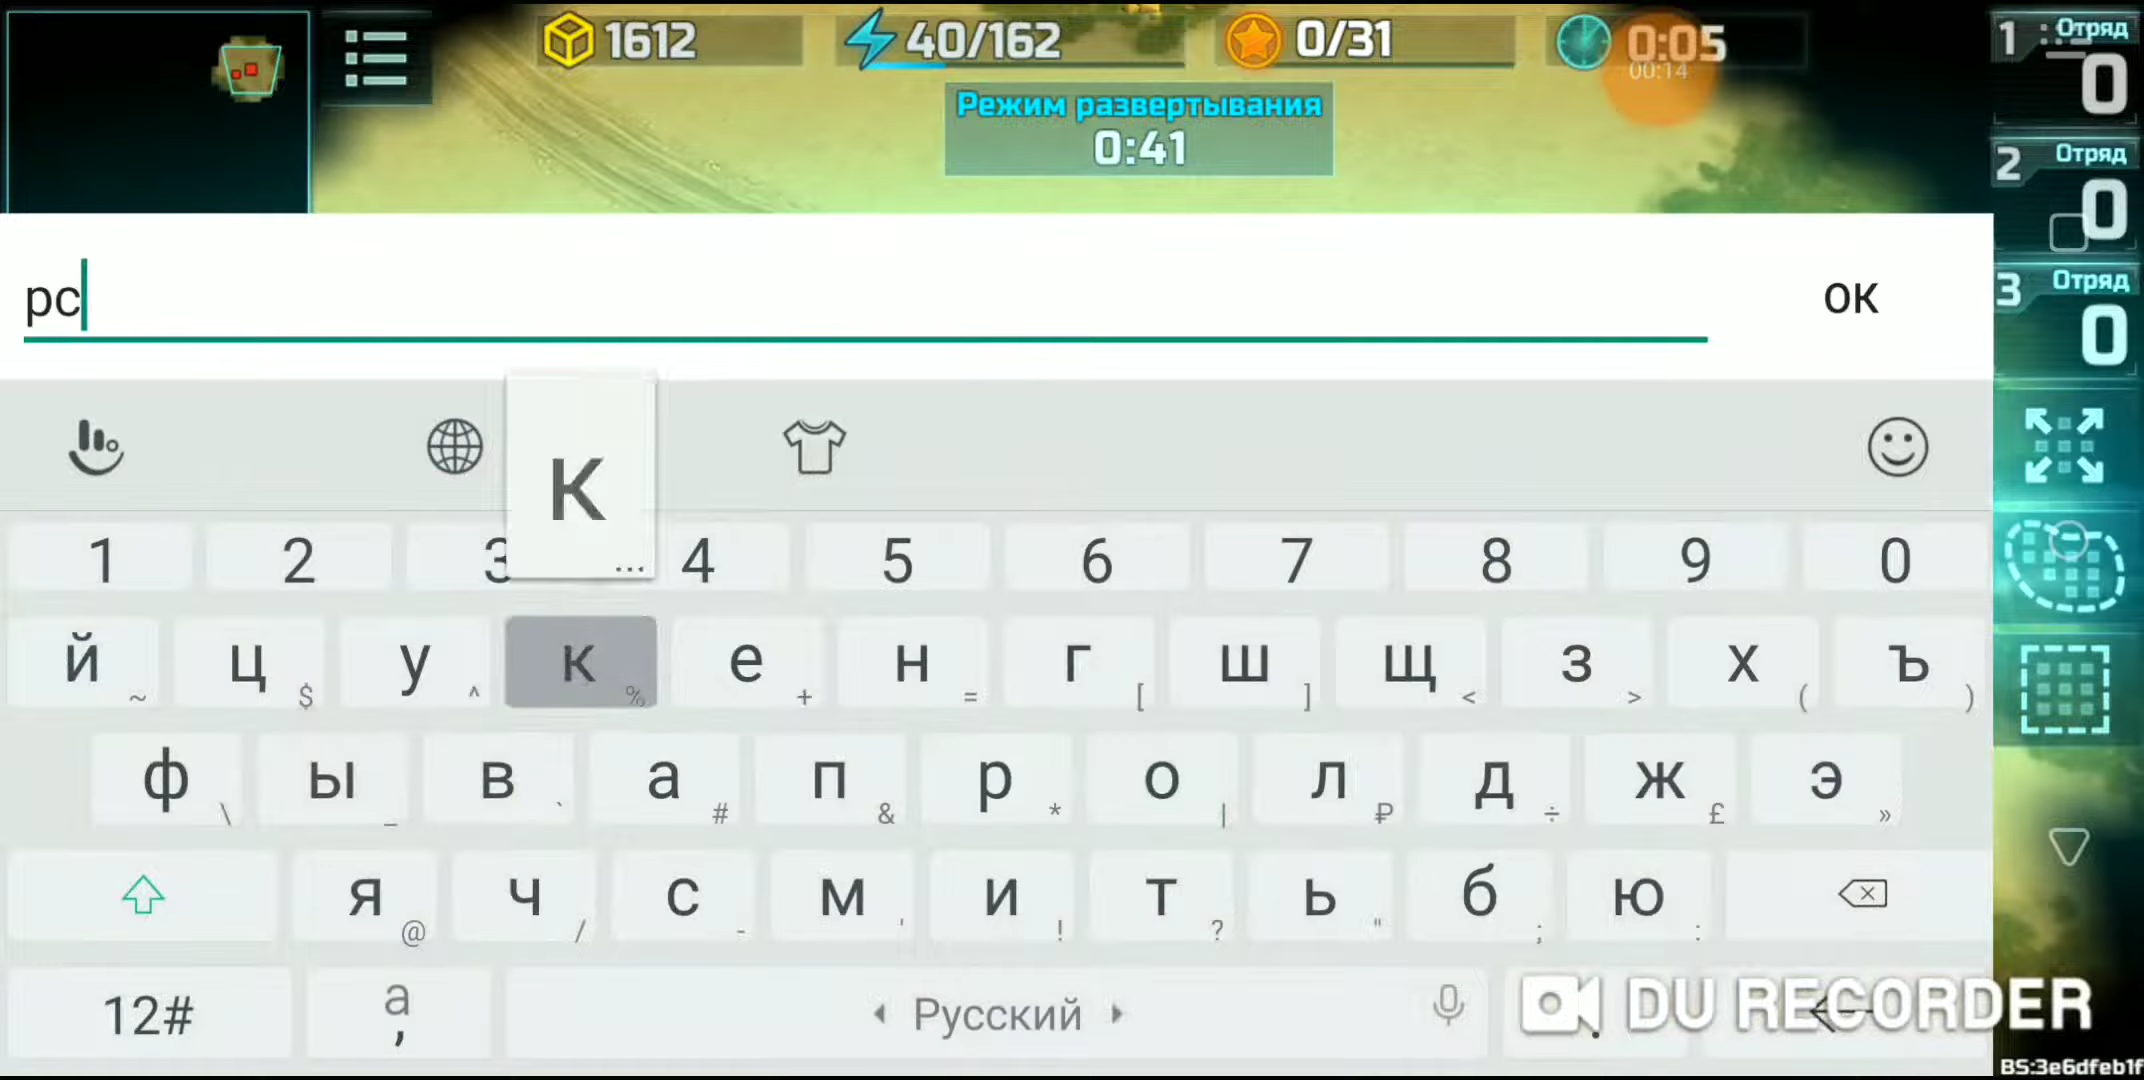 1612
40/162
0/31
0:05
00:14
Режим развертывания
0:41
1 Отряд
0
2 Отряд
0
3 Отряд
0
рс
ОК
К
...
1 2 3 4 5 6 7 8 9 0
й ц у к е н г ш щ з х ъ
~ $ ^ % + = [ ] < > ( )
ф ы в а п р о л д ж э
\ _ ` # & * | ₽ ÷ £ »
я ч с м и т ь б ю
@ / - ' ! ? " ; :
12# а , Русский .
DU RECORDER
BS:3e6dfeb1f